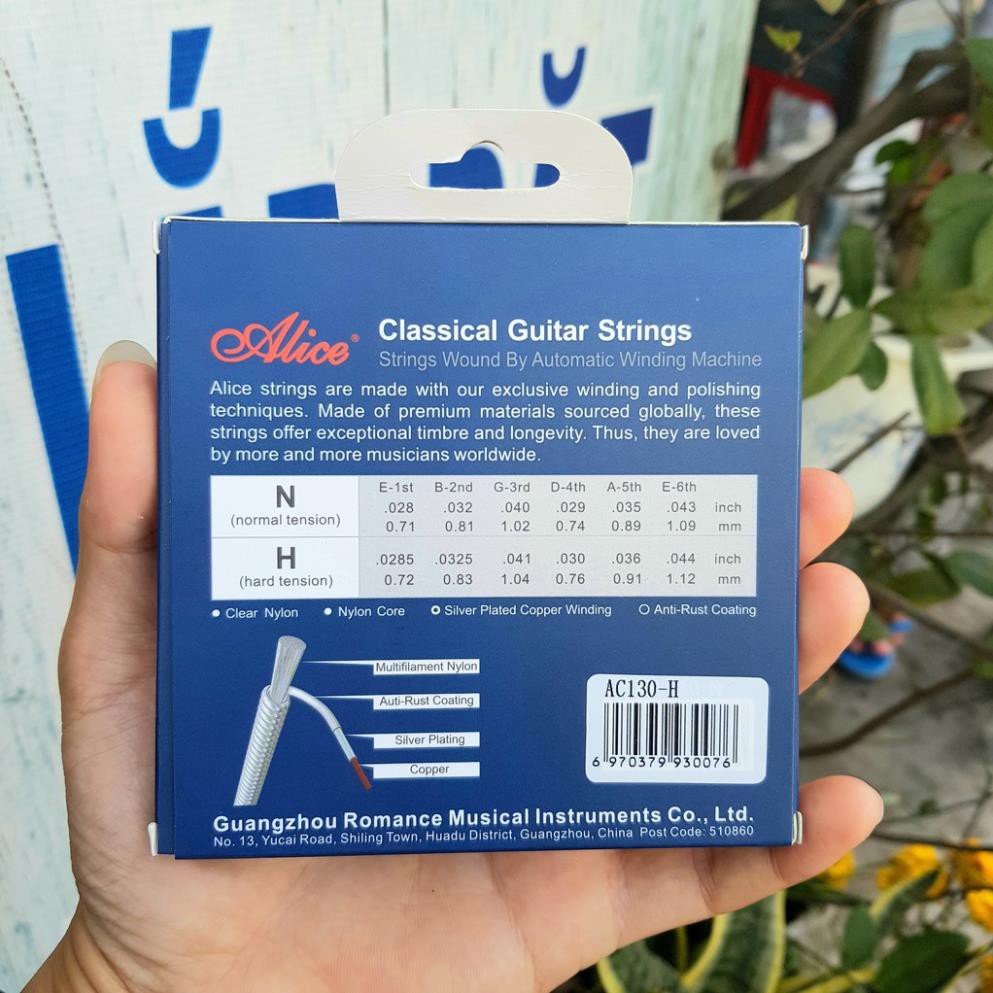 Alice®
Classical Guitar Strings
Strings Wound By Automatic Winding Machine
Alice strings are made with our exclusive winding and polishing
techniques. Made of premium materials sourced globally, these
strings offer exceptional timbre and longevity. Thus, they are loved
by more and more musicians worldwide.
E-1st B-2nd G-3rd D-4th A-5th E-6th
N .028 .032 .040 .029 .035 .043 inch
(normal tension) 0.71 0.81 1.02 0.74 0.89 1.09 mm
H .0285 .0325 .041 .030 .036 .044 inch
(hard tension) 0.72 0.83 1.04 0.76 0.91 1.12 mm
Clear Nylon Nylon Core Silver Plated Copper Winding Anti-Rust Coating
Multifilament Nylon
Auti-Rust Coating
Silver Plating
Copper
AC130-H
6 970379 930076
Guangzhou Romance Musical Instruments Co., Ltd.
No. 13, Yucai Road, Shiling Town, Huadu District, Guangzhou, China Post Code: 510860